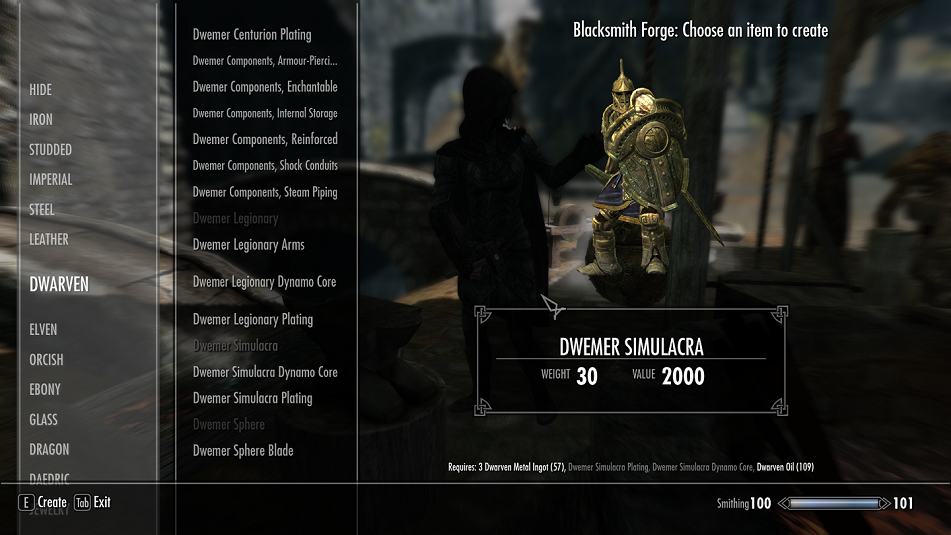 Blacksmith Forge: Choose an item to create
HIDE
IRON
STUDDED
IMPERIAL
STEEL
LEATHER
DWARVEN
ELVEN
ORCISH
EBONY
GLASS
DRAGON
DAEDRIC
JEWELRY
Dwemer Centurion Plating
Dwemer Components, Armour-Pierci...
Dwemer Components, Enchantable
Dwemer Components, Internal Storage
Dwemer Components, Reinforced
Dwemer Components, Shock Conduits
Dwemer Components, Steam Piping
Dwemer Legionary
Dwemer Legionary Arms
Dwemer Legionary Dynamo Core
Dwemer Legionary Plating
Dwemer Simulacra
Dwemer Simulacra Dynamo Core
Dwemer Simulacra Plating
Dwemer Sphere
Dwemer Sphere Blade
DWEMER SIMULACRA
WEIGHT 30 VALUE 2000
Requires: 3 Dwarven Metal Ingot (57), Dwemer Simulacra Plating, Dwemer Simulacra Dynamo Core, Dwarven Oil (109)
E Create Tab Exit
Smithing 100 101